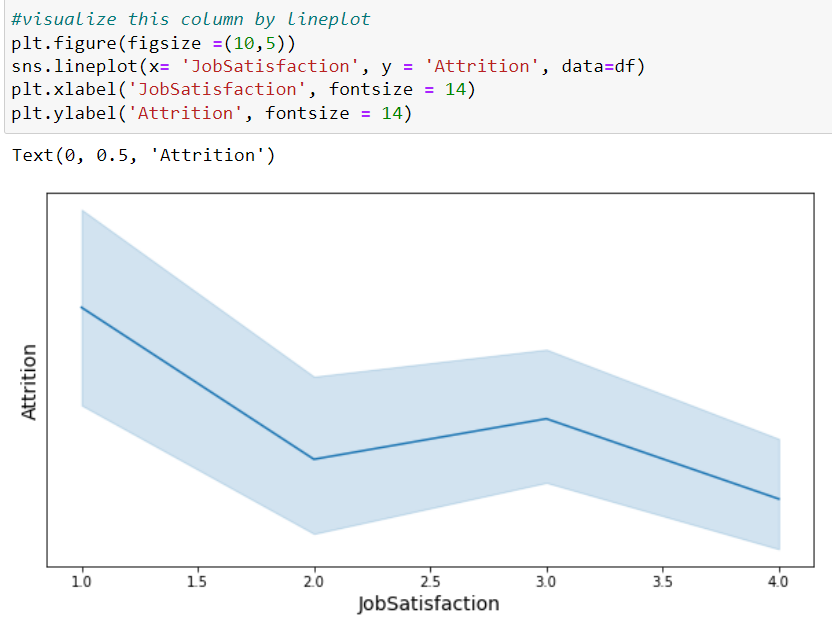 #visualize this column by lineplot
plt.figure(figsize =(10,5))
sns.lineplot(x= 'JobSatisfaction', y = 'Attrition', data=df)
plt.xlabel('JobSatisfaction', fontsize = 14)
plt.ylabel('Attrition', fontsize = 14)
Text(0, 0.5, 'Attrition')
Attrition
1.0 1.5 2.0 2.5 3.0 3.5 4.0
JobSatisfaction